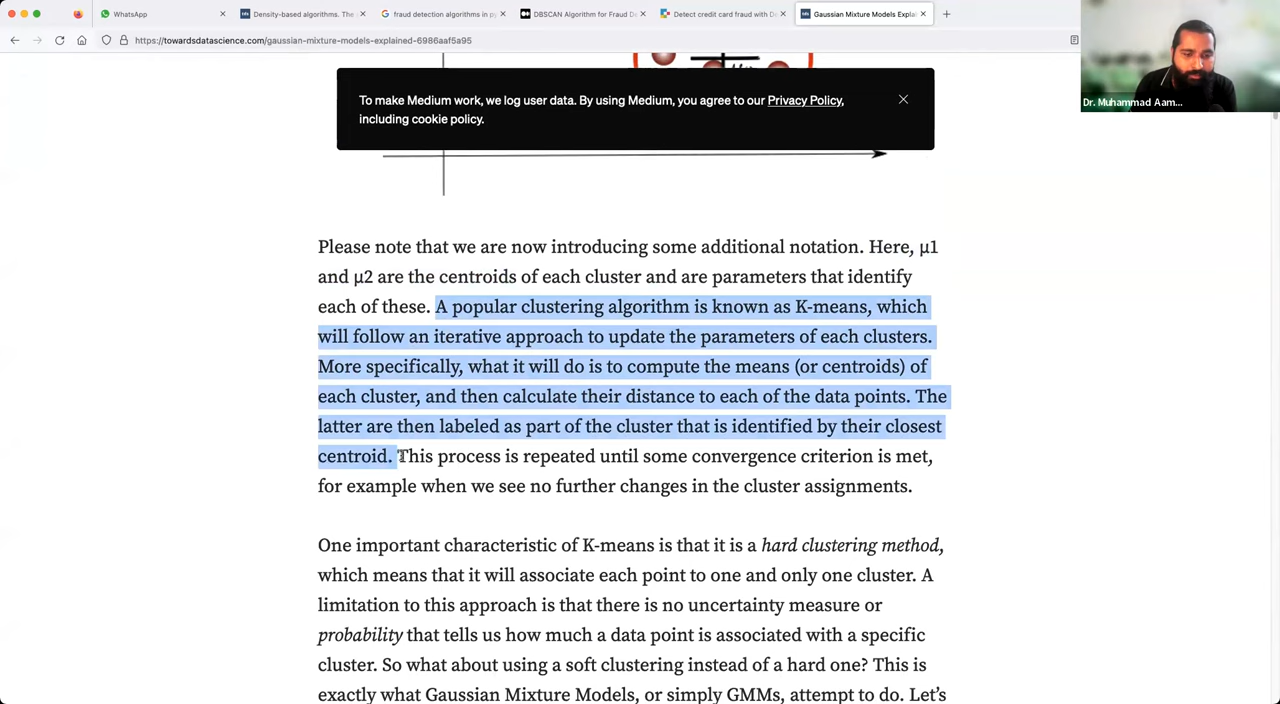 WhatsApp
Density-based algorithms. The
fraud detection algorithms in py
DBSCAN Algorithm for Fraud De
Detect credit card fraud with De
Gaussian Mixture Models Expla
https://towardsdatascience.com/gaussian-mixture-models-explained-6986aaf5a95
Dr. Muhammad Aam...
To make Medium work, we log user data. By using Medium, you agree to our Privacy Policy,
including cookie policy.
Please note that we are now introducing some additional notation. Here, μ1
and μ2 are the centroids of each cluster and are parameters that identify
each of these. A popular clustering algorithm is known as K-means, which
will follow an iterative approach to update the parameters of each clusters.
More specifically, what it will do is to compute the means (or centroids) of
each cluster, and then calculate their distance to each of the data points. The
latter are then labeled as part of the cluster that is identified by their closest
centroid. This process is repeated until some convergence criterion is met,
for example when we see no further changes in the cluster assignments.
One important characteristic of K-means is that it is a hard clustering method,
which means that it will associate each point to one and only one cluster. A
limitation to this approach is that there is no uncertainty measure or
probability that tells us how much a data point is associated with a specific
cluster. So what about using a soft clustering instead of a hard one? This is
exactly what Gaussian Mixture Models, or simply GMMs, attempt to do. Let’s